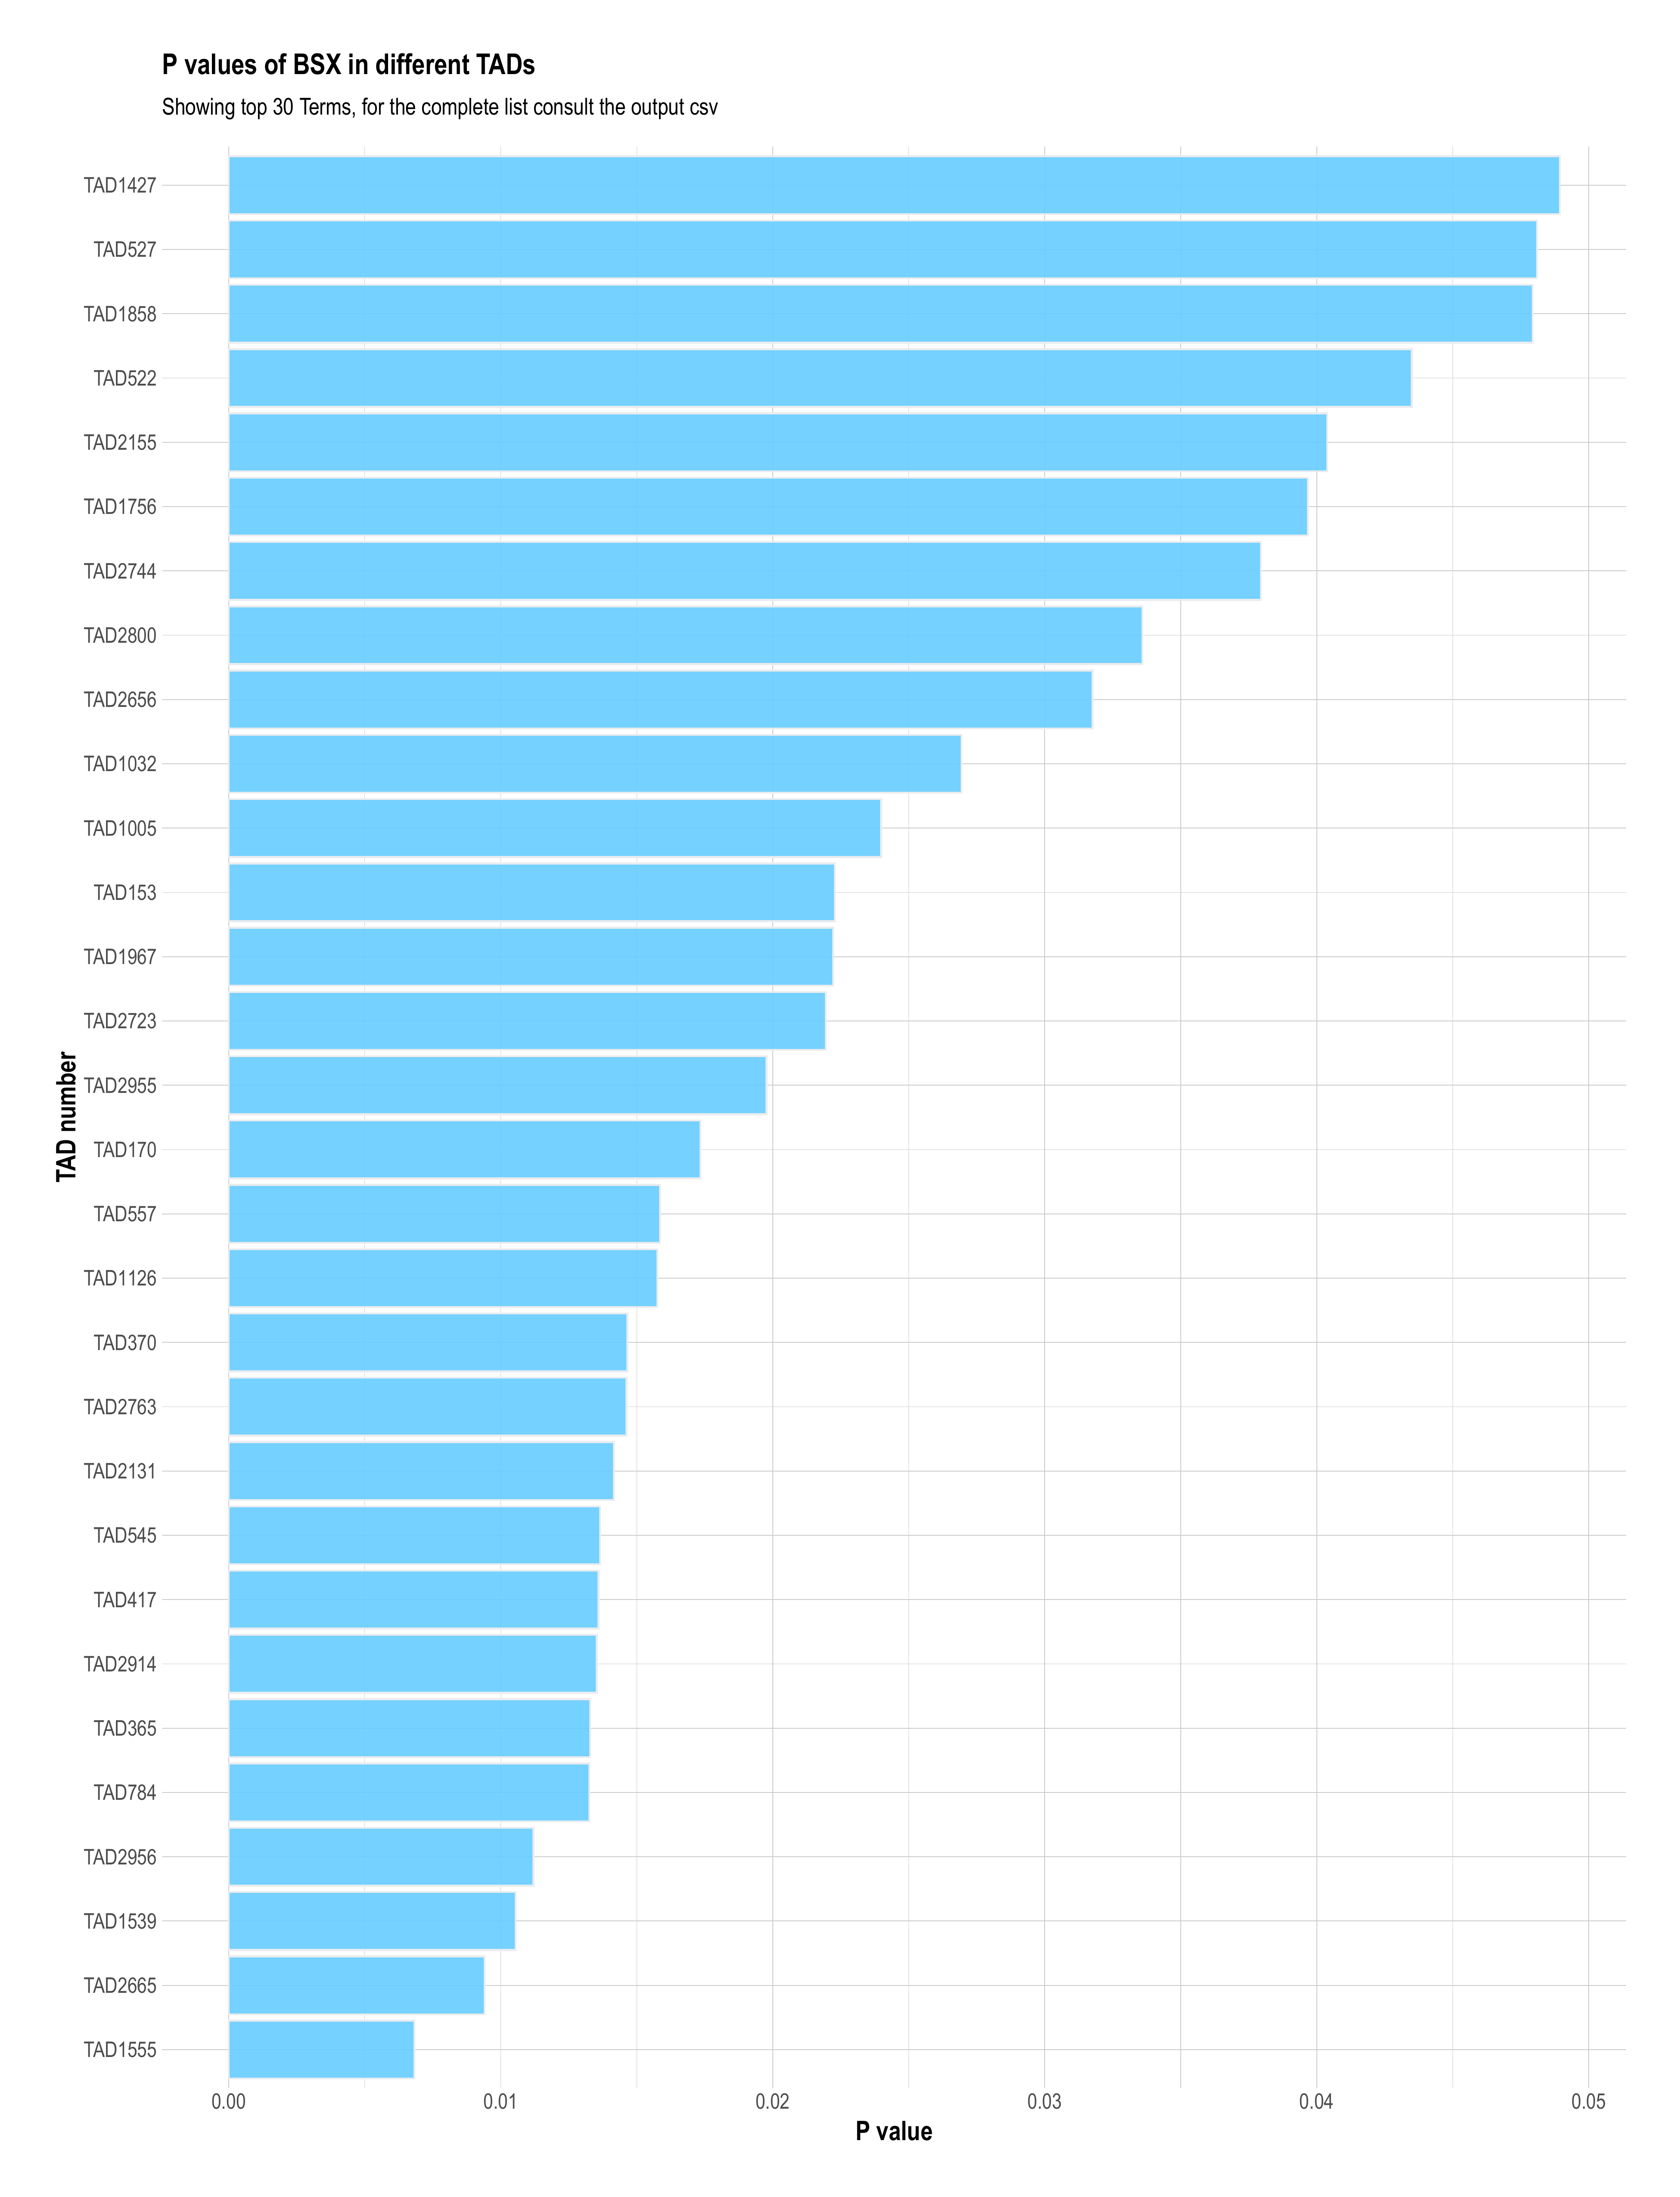 P values of BSX in different TADs
Showing top 30 Terms, for the complete list consult the output csv
TAD number
TAD1427
TAD527
TAD1858
TAD522
TAD2155
TAD1756
TAD2744
TAD2800
TAD2656
TAD1032
TAD1005
TAD153
TAD1967
TAD2723
TAD2955
TAD170
TAD557
TAD1126
TAD370
TAD2763
TAD2131
TAD545
TAD417
TAD2914
TAD365
TAD784
TAD2956
TAD1539
TAD2665
TAD1555
0.00 0.01 0.02 0.03 0.04 0.05
P value